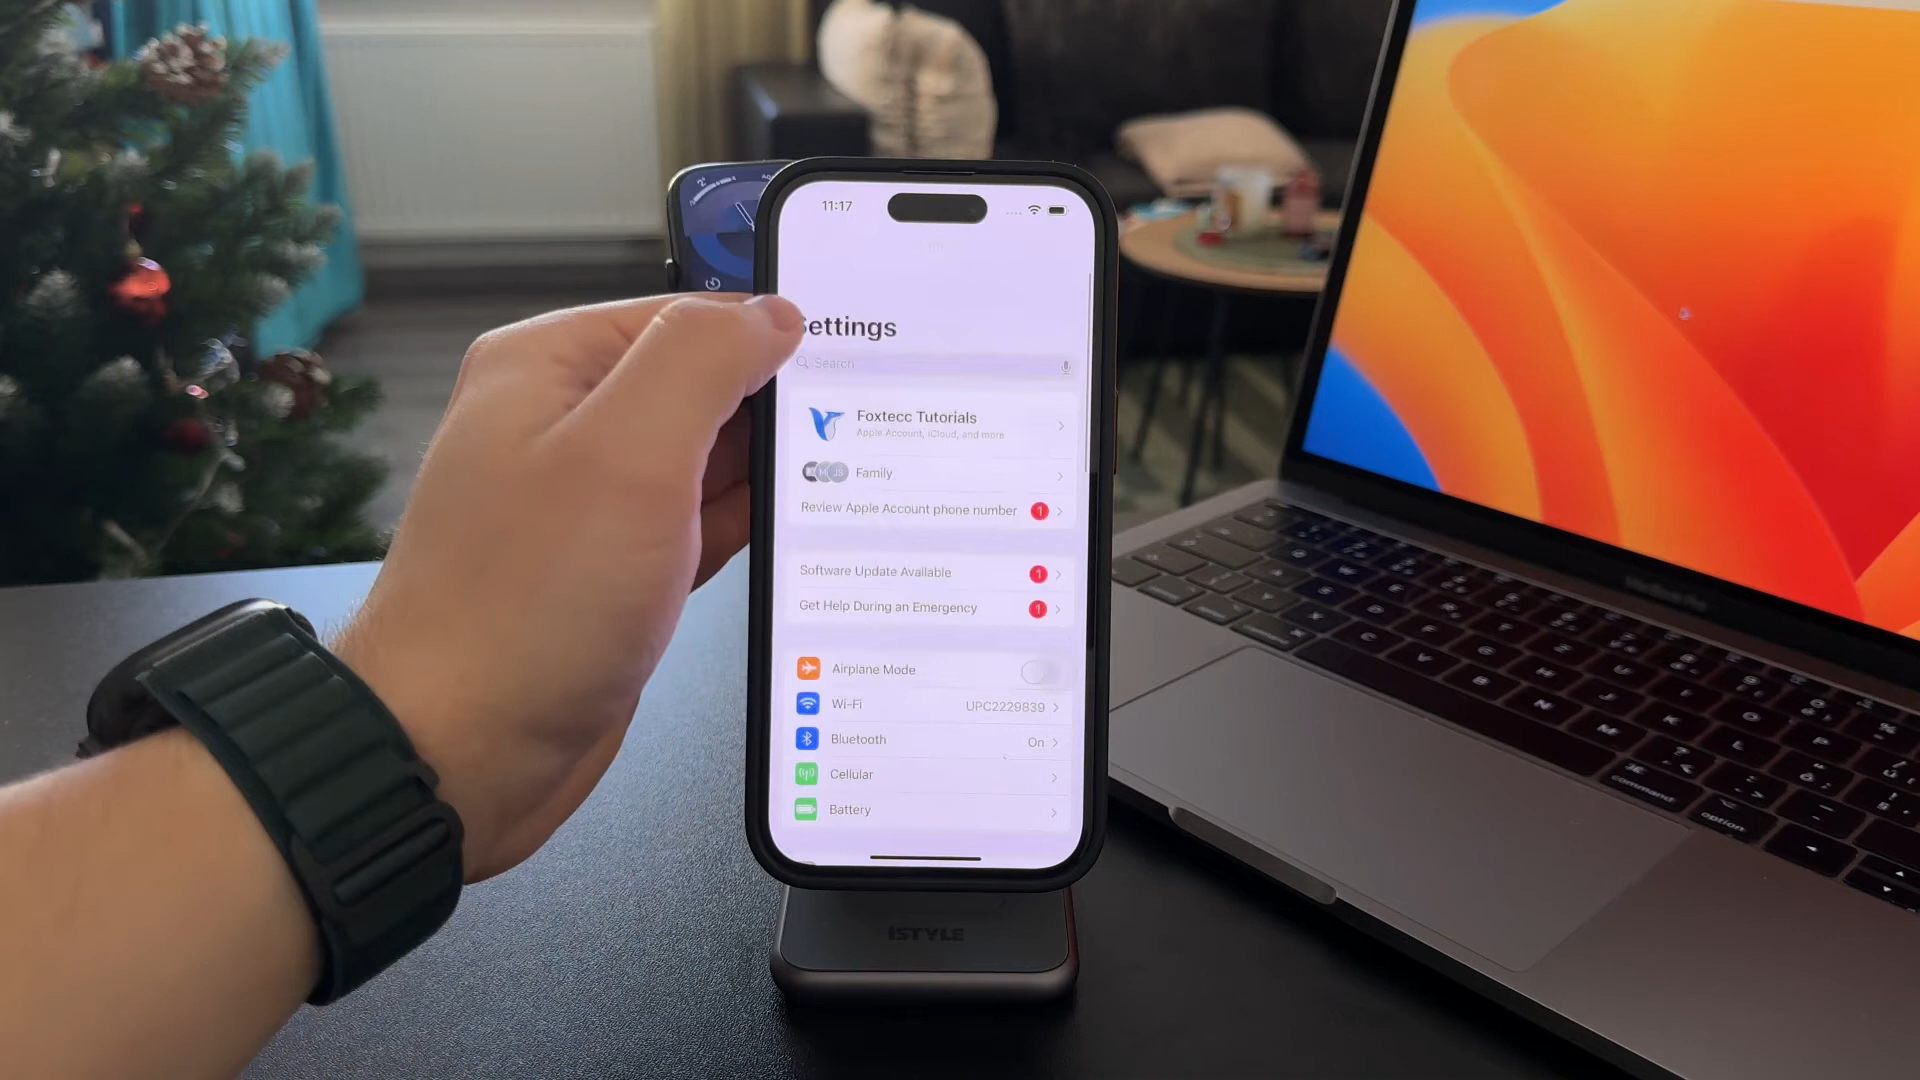 11:17
Settings
Search
Foxtecc Tutorials
Apple Account, iCloud, and more
Family
Review Apple Account phone number 1
Software Update Available 1
Get Help During an Emergency 1
Airplane Mode
Wi-Fi UPC2229839
Bluetooth On
Cellular
Battery
iSTYLE
command
option